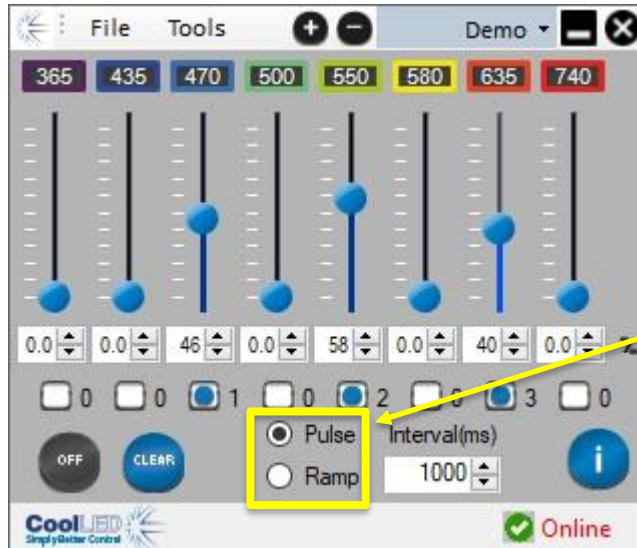 File Tools + - Demo
365 435 470 500 550 580 635 740
0.0 0.0 46 0.0 58 0.0 40 0.0 %
0 0 1 0 2 0 3 0
OFF CLEAR Pulse Interval(ms)
Ramp 1000 i
CoolLED Online
Simply Better Control